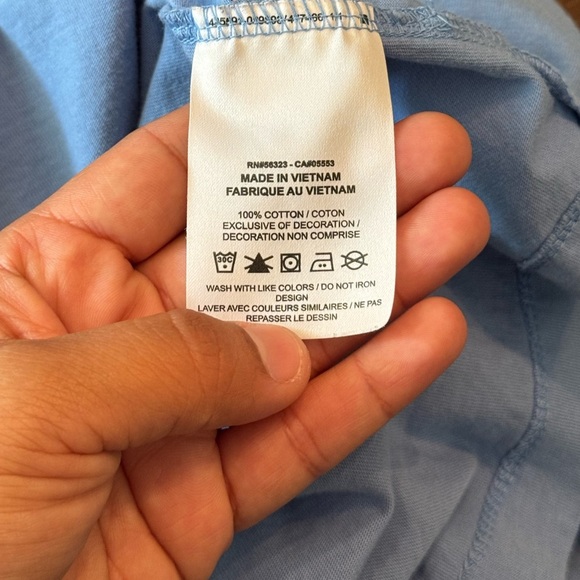 RN#56323 - CA#05553
MADE IN VIETNAM
FABRIQUE AU VIETNAM
100% COTTON / COTON
EXCLUSIVE OF DECORATION /
DECORATION NON COMPRISE
30C
WASH WITH LIKE COLORS / DO NOT IRON
DESIGN
LAVER AVEC COULEURS SIMILAIRES / NE PAS
REPASSER LE DESSIN